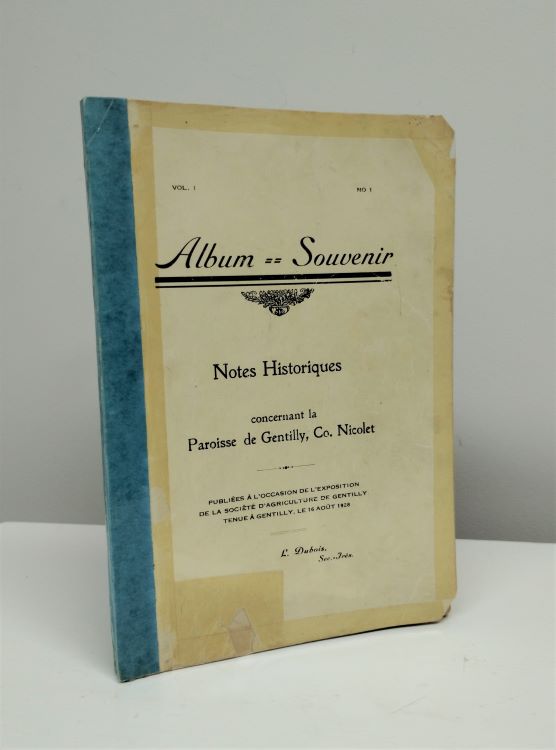 VOL. 1 NO 1
Album == Souvenir
Notes Historiques
concernant la
Paroisse de Gentilly, Co. Nicolet
PUBLIÉES À L'OCCASION DE L'EXPOSITION
DE LA SOCIÉTÉ D'AGRICULTURE DE GENTILLY
TENUE À GENTILLY, LE 16 AOÛT 1928
L. Dubois,
Sec.-Trés.